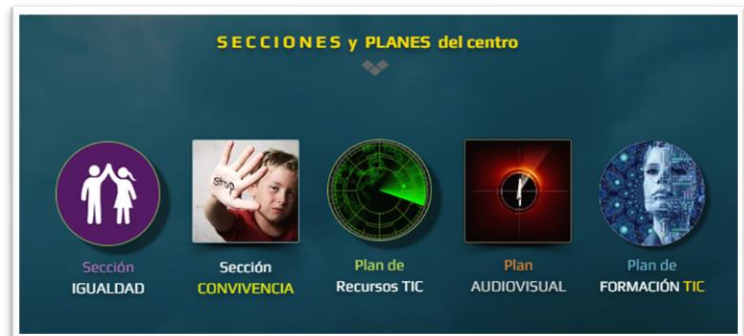 SECCIONES y PLANES del centro
stop
Sección
IGUALDAD
Sección
CONVIVENCIA
Plan de
Recursos TIC
Plan
AUDIOVISUAL
Plan de
FORMACIÓN TIC